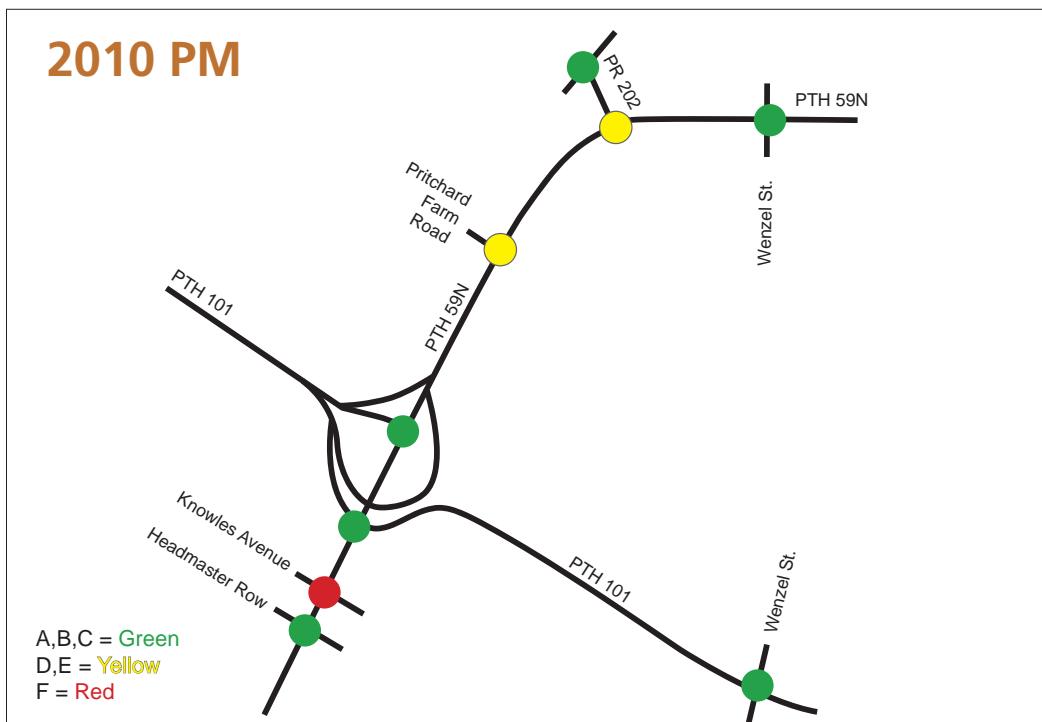 2010 PM
PR 202
PTH 59N
Wenzel St.
Pritchard
Farm
Road
PTH 101
PTH 59N
Knowles Avenue
Headmaster Row
PTH 101
Wenzel St.
A,B,C = Green
D,E = Yellow
F = Red